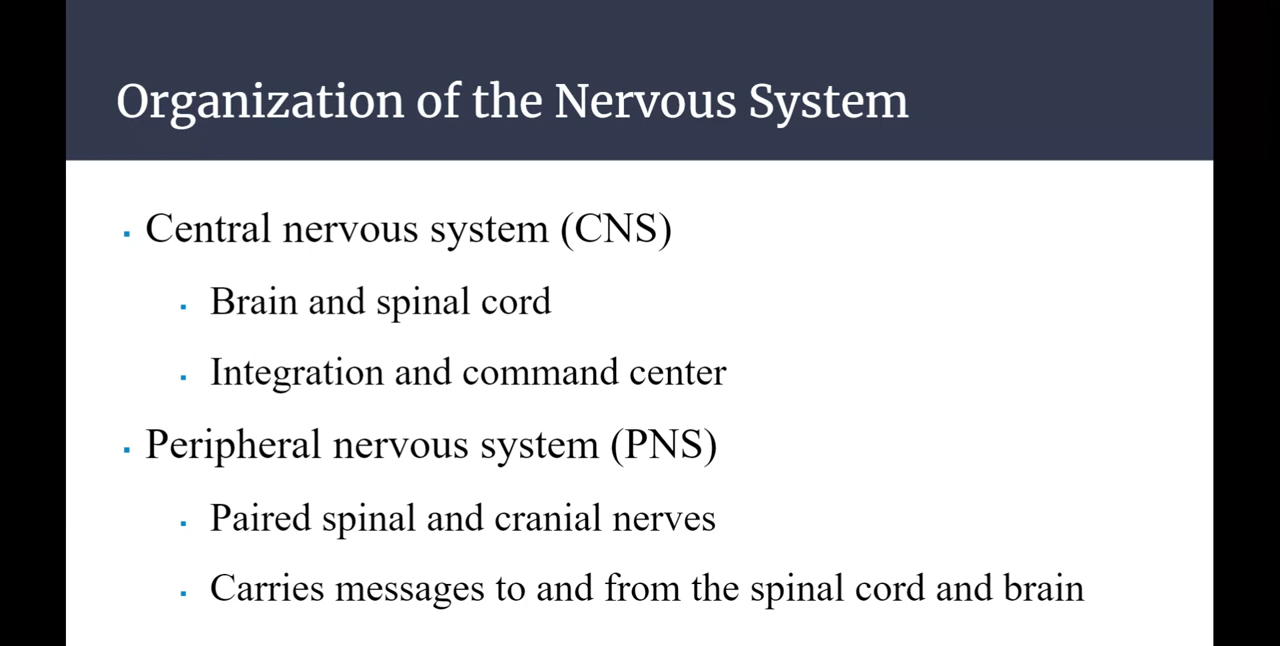 Organization of the Nervous System
▪ Central nervous system (CNS)
▪ Brain and spinal cord
▪ Integration and command center
▪ Peripheral nervous system (PNS)
▪ Paired spinal and cranial nerves
▪ Carries messages to and from the spinal cord and brain